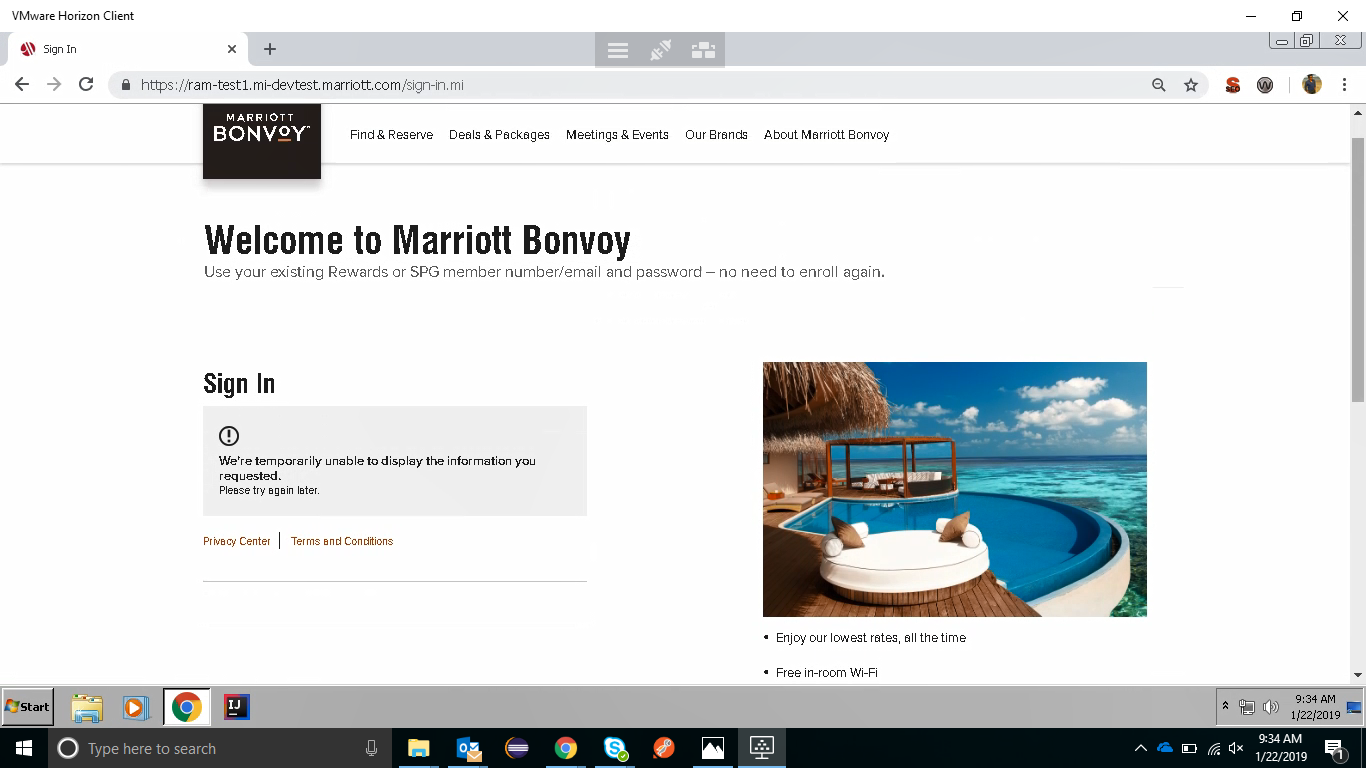 VMware Horizon Client
Sign In
https://ram-test1.mi-devtest.marriott.com/sign-in.mi
MARRIOTT
BONVOY™
Find & Reserve
Deals & Packages
Meetings & Events
Our Brands
About Marriott Bonvoy
Welcome to Marriott Bonvoy
Use your existing Rewards or SPG member number/email and password – no need to enroll again.
Sign In
We're temporarily unable to display the information you
requested.
Please try again later.
Privacy Center
Terms and Conditions
• Enjoy our lowest rates, all the time
• Free in-room Wi-Fi
Start
IJ
9:34 AM
1/22/2019
Type here to search
9:34 AM
1/22/2019
1